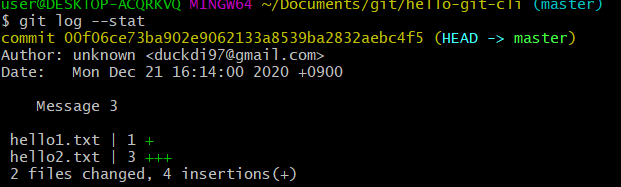 user@DESKTOP-ACQRKVQ MINGW64 ~/Documents/git/hello-git-cli (master)
$ git log --stat
commit 00f06ce73ba902e9062133a8539ba2832aebc4f5 (HEAD -> master)
Author: unknown <duckdi97@gmail.com>
Date:   Mon Dec 21 16:14:00 2020 +0900
    Message 3
 hello1.txt | 1 +
 hello2.txt | 3 +++
 2 files changed, 4 insertions(+)